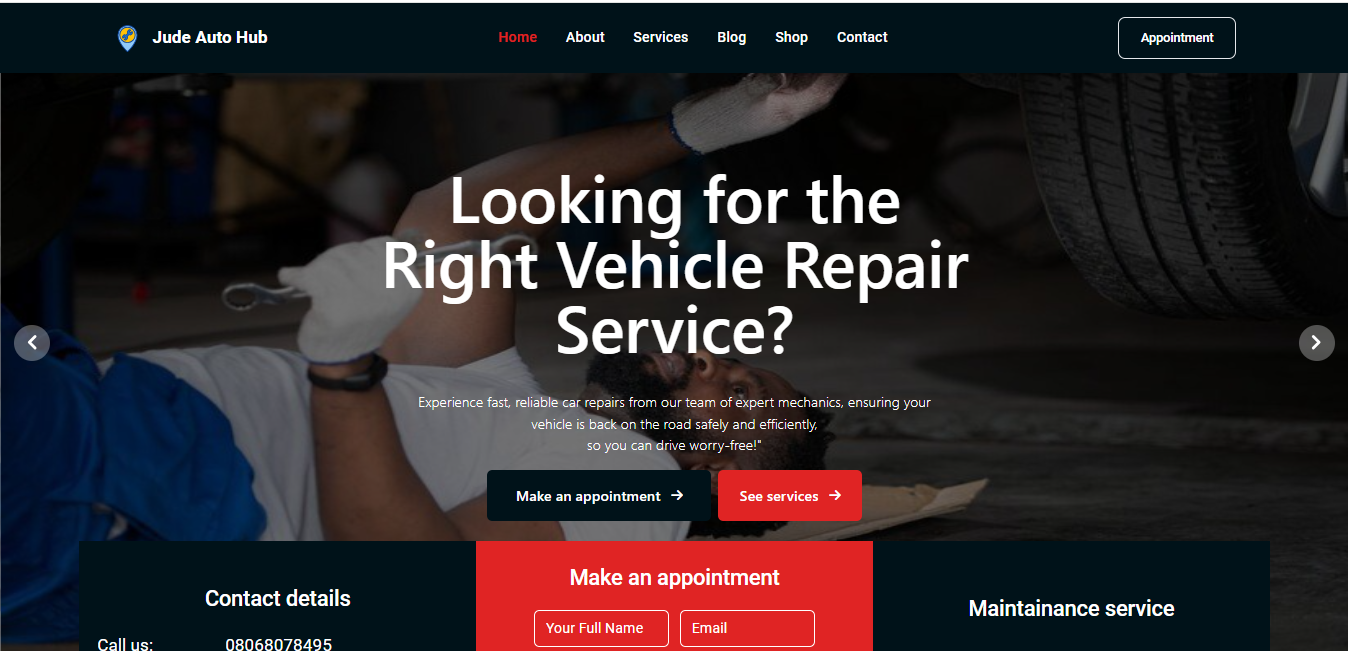 Jude Auto Hub
Home About Services Blog Shop Contact
Appointment
Looking for the
Right Vehicle Repair
Service?
Experience fast, reliable car repairs from our team of expert mechanics, ensuring your
vehicle is back on the road safely and efficiently,
so you can drive worry-free!"
Make an appointment →
See services →
Contact details
Call us: 08068078495
Make an appointment
Your Full Name
Email
Maintainance service